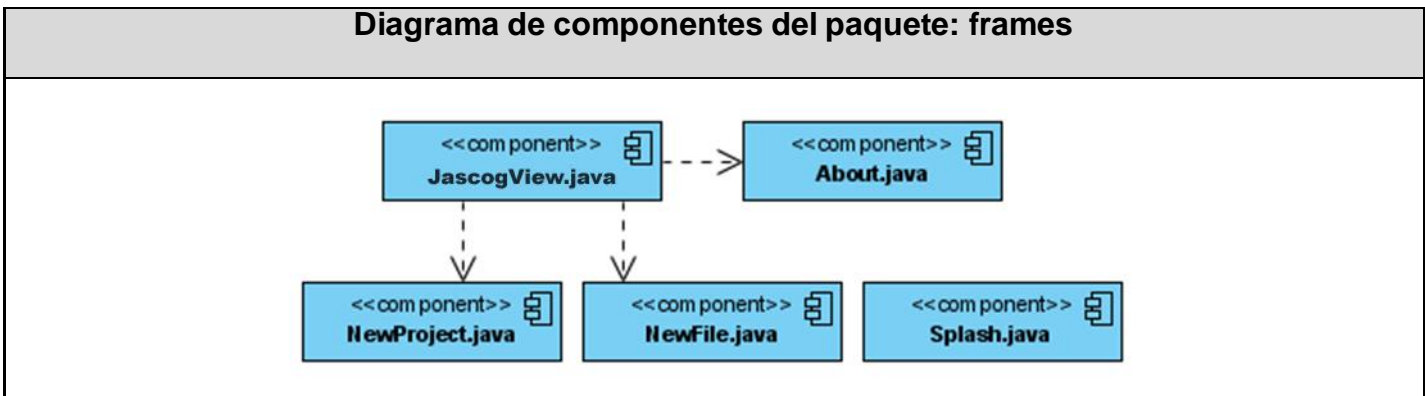 Diagrama de componentes del paquete: frames
<<component>>
JascogView.java
<<component>>
About.java
<<component>>
NewProject.java
<<component>>
NewFile.java
<<component>>
Splash.java